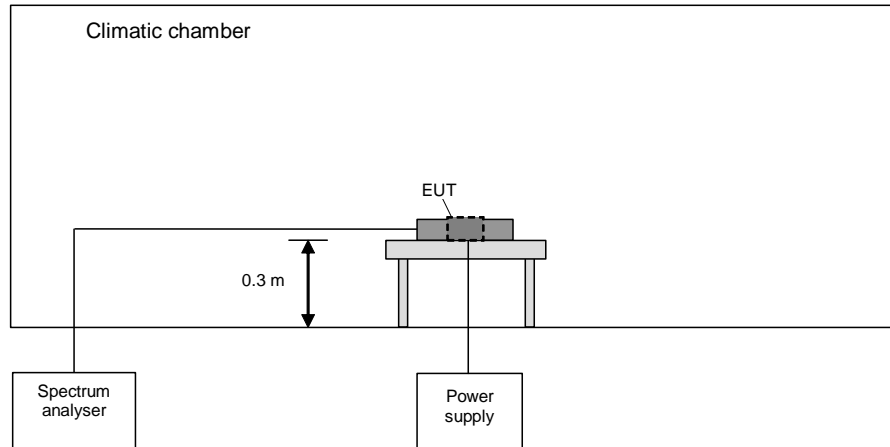 Climatic chamber
EUT
0.3 m
Spectrum
analyser
Power
supply